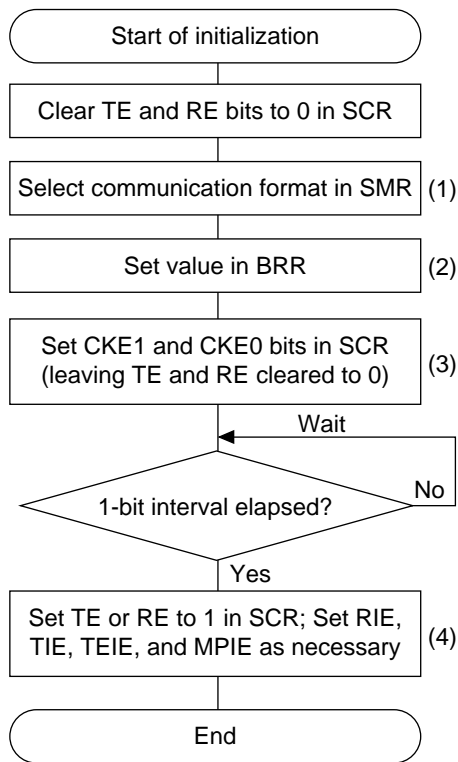 Start of initialization
Clear TE and RE bits to 0 in SCR
Select communication format in SMR
(1)
Set value in BRR
(2)
Set CKE1 and CKE0 bits in SCR
(leaving TE and RE cleared to 0)
(3)
Wait
1-bit interval elapsed?
No
Yes
Set TE or RE to 1 in SCR; Set RIE,
TIE, TEIE, and MPIE as necessary
(4)
End